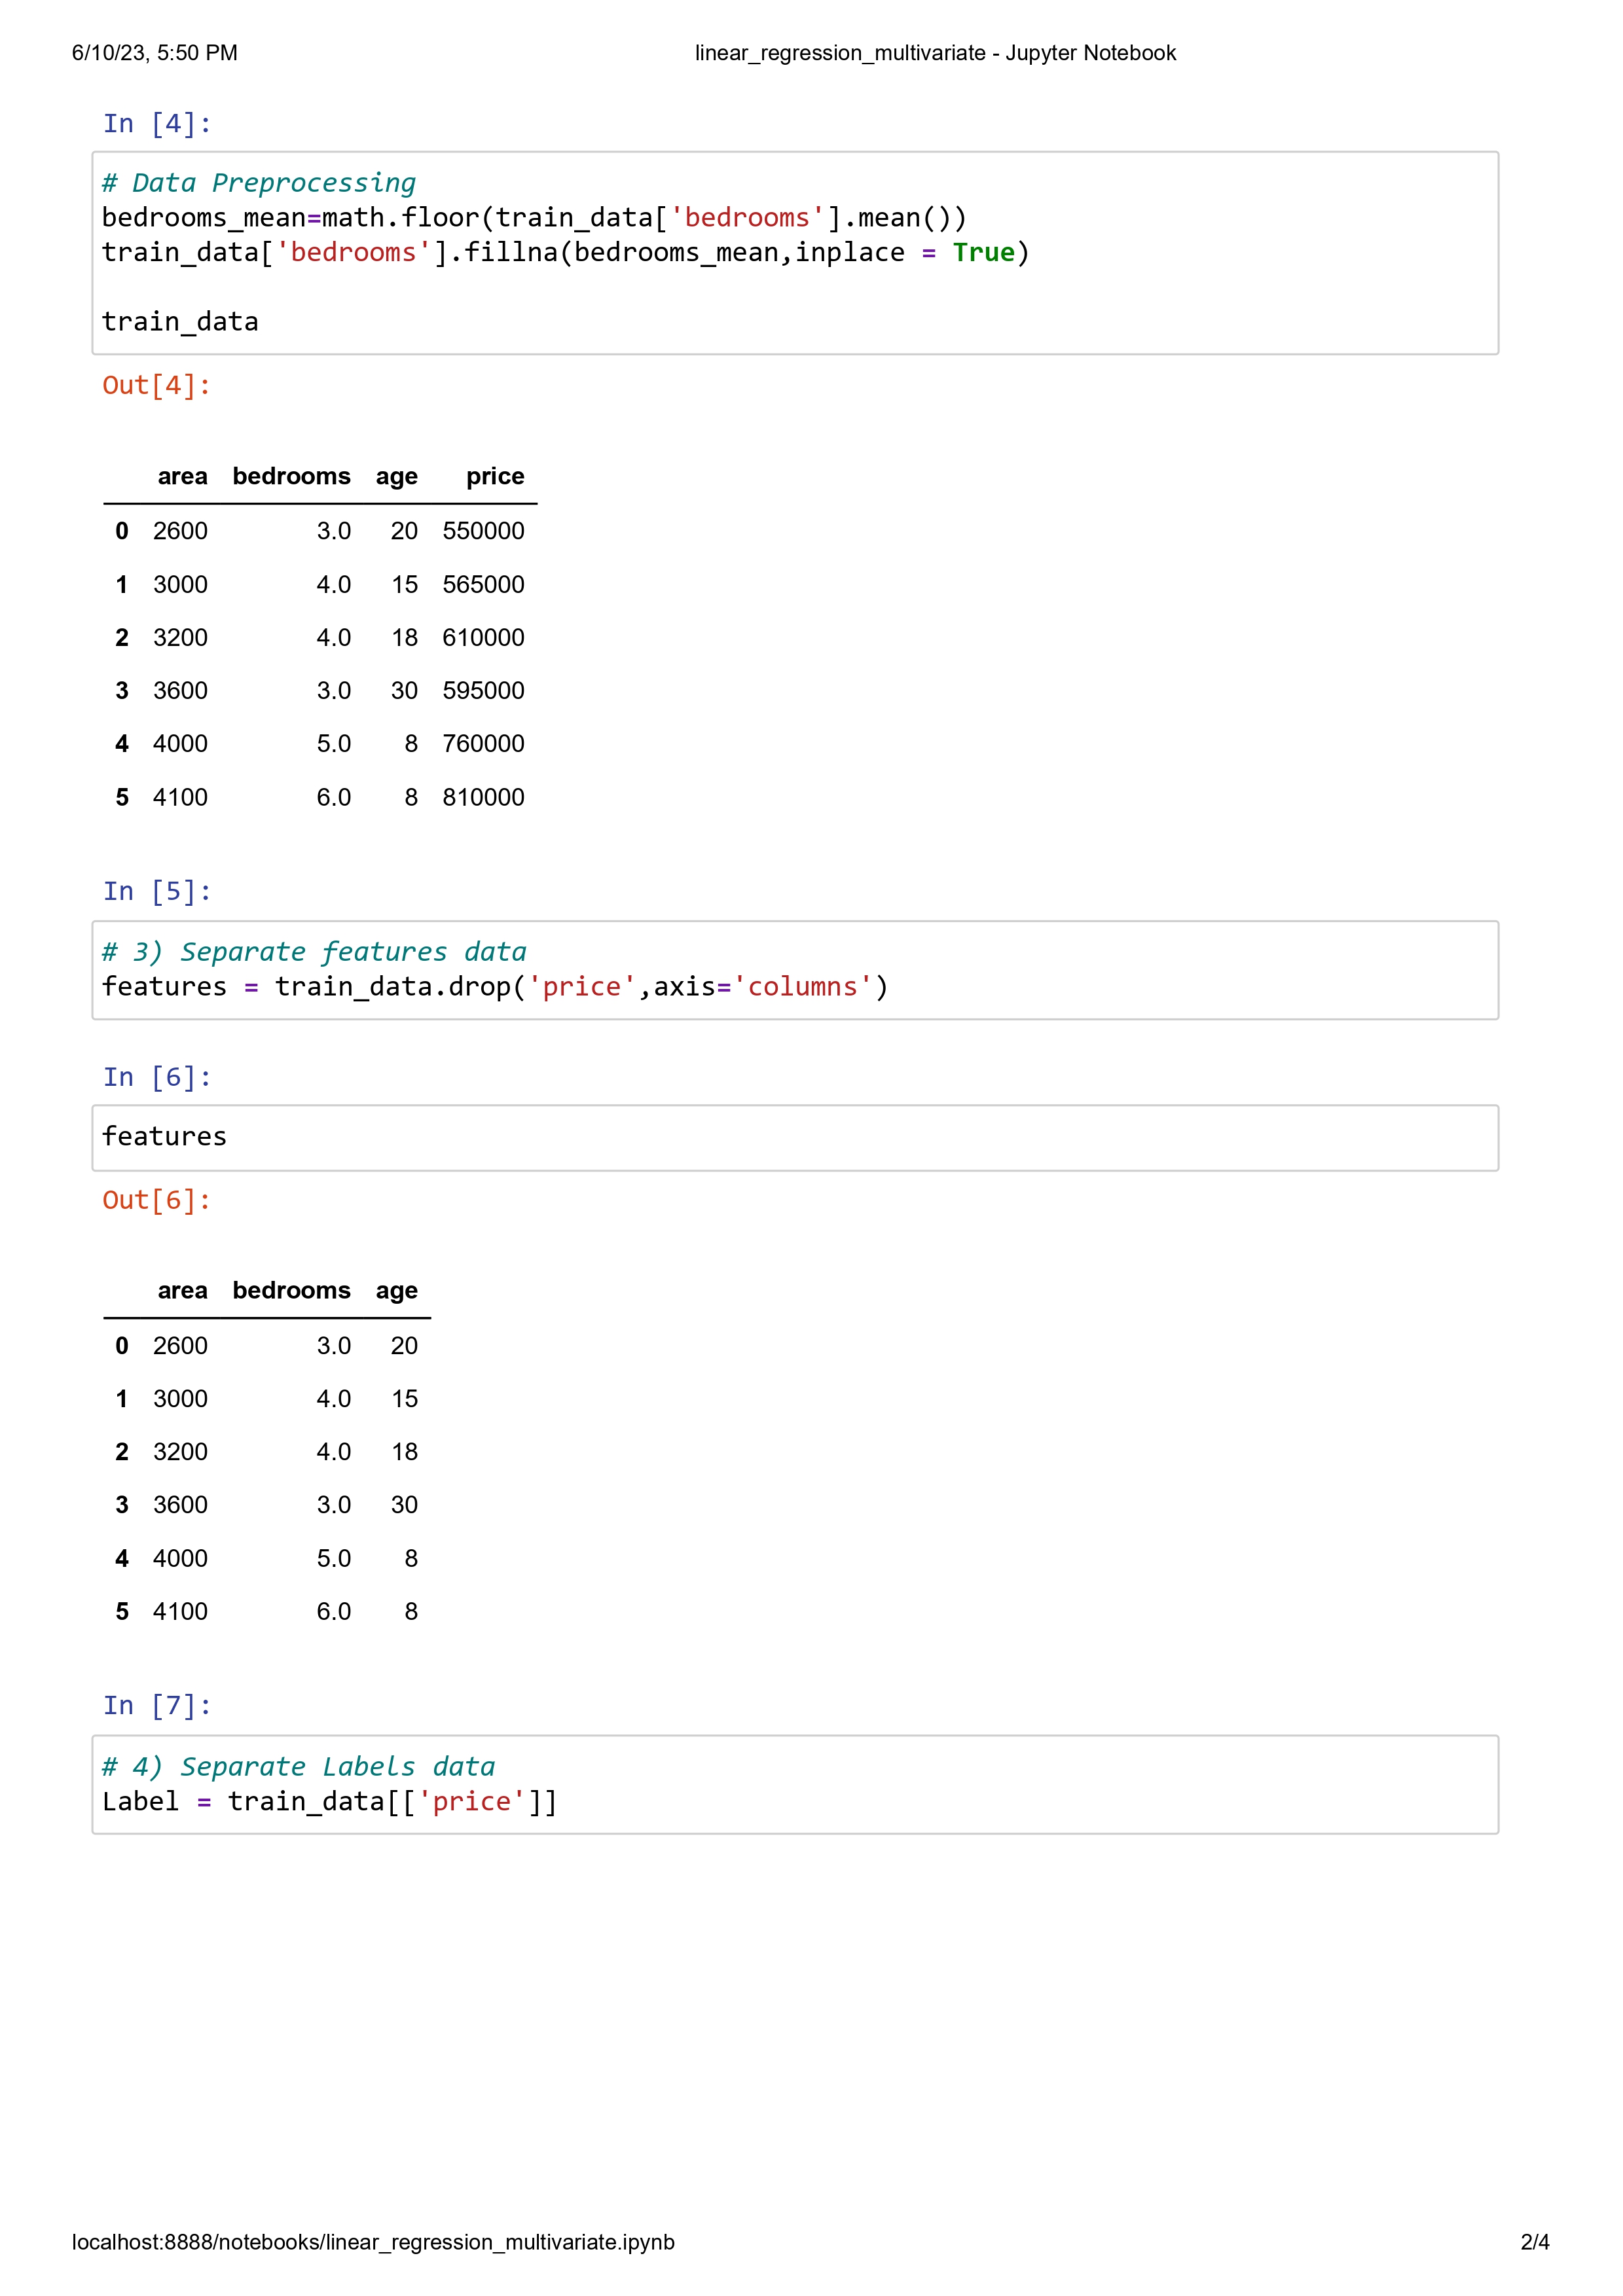 6/10/23, 5:50 PM linear_regression_multivariate - Jupyter Notebook
In [4]:
# Data Preprocessing
bedrooms_mean=math.floor(train_data['bedrooms'].mean())
train_data['bedrooms'].fillna(bedrooms_mean,inplace = True)
train_data
Out[4]:
area bedrooms age price
0 2600 3.0 20 550000
1 3000 4.0 15 565000
2 3200 4.0 18 610000
3 3600 3.0 30 595000
4 4000 5.0 8 760000
5 4100 6.0 8 810000
In [5]:
# 3) Separate features data
features = train_data.drop('price',axis='columns')
In [6]:
features
Out[6]:
area bedrooms age
0 2600 3.0 20
1 3000 4.0 15
2 3200 4.0 18
3 3600 3.0 30
4 4000 5.0 8
5 4100 6.0 8
In [7]:
# 4) Separate Labels data
Label = train_data[['price']]
localhost:8888/notebooks/linear_regression_multivariate.ipynb 2/4